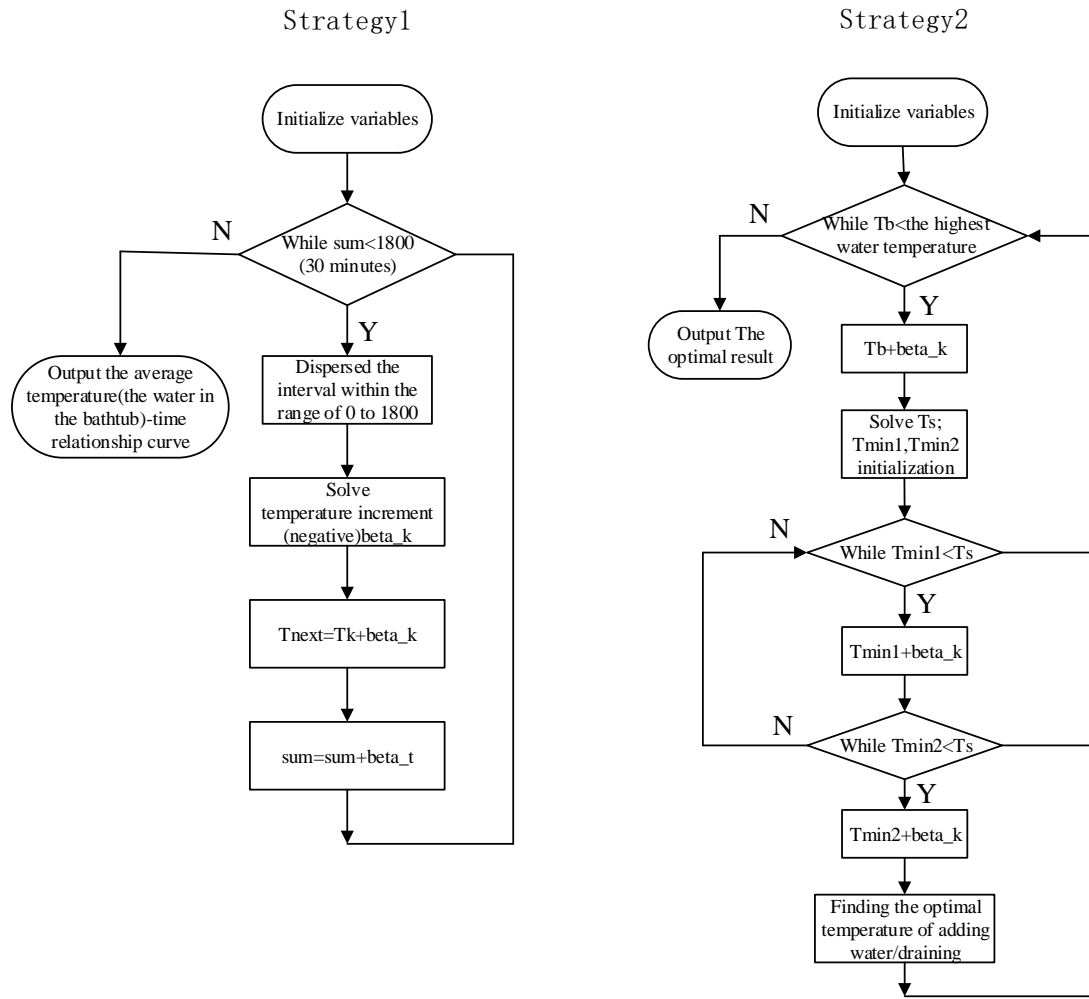 Strategy1
Initialize variables
N
While sum<1800
(30 minutes)
Y
Output the average
temperature(the water in
the bathtub)-time
relationship curve
Dispersed the
interval within the
range of 0 to 1800
Solve
temperature increment
(negative)beta_k
Tnext=Tk+beta_k
sum=sum+beta_t
Strategy2
Initialize variables
N
While Tb<the highest
water temperature
Y
Output The
optimal result
Tb+beta_k
Solve Ts;
Tmin1,Tmin2
initialization
N
While Tmin1<Ts
Y
Tmin1+beta_k
N
While Tmin2<Ts
Y
Tmin2+beta_k
Finding the optimal
temperature of adding
water/draining